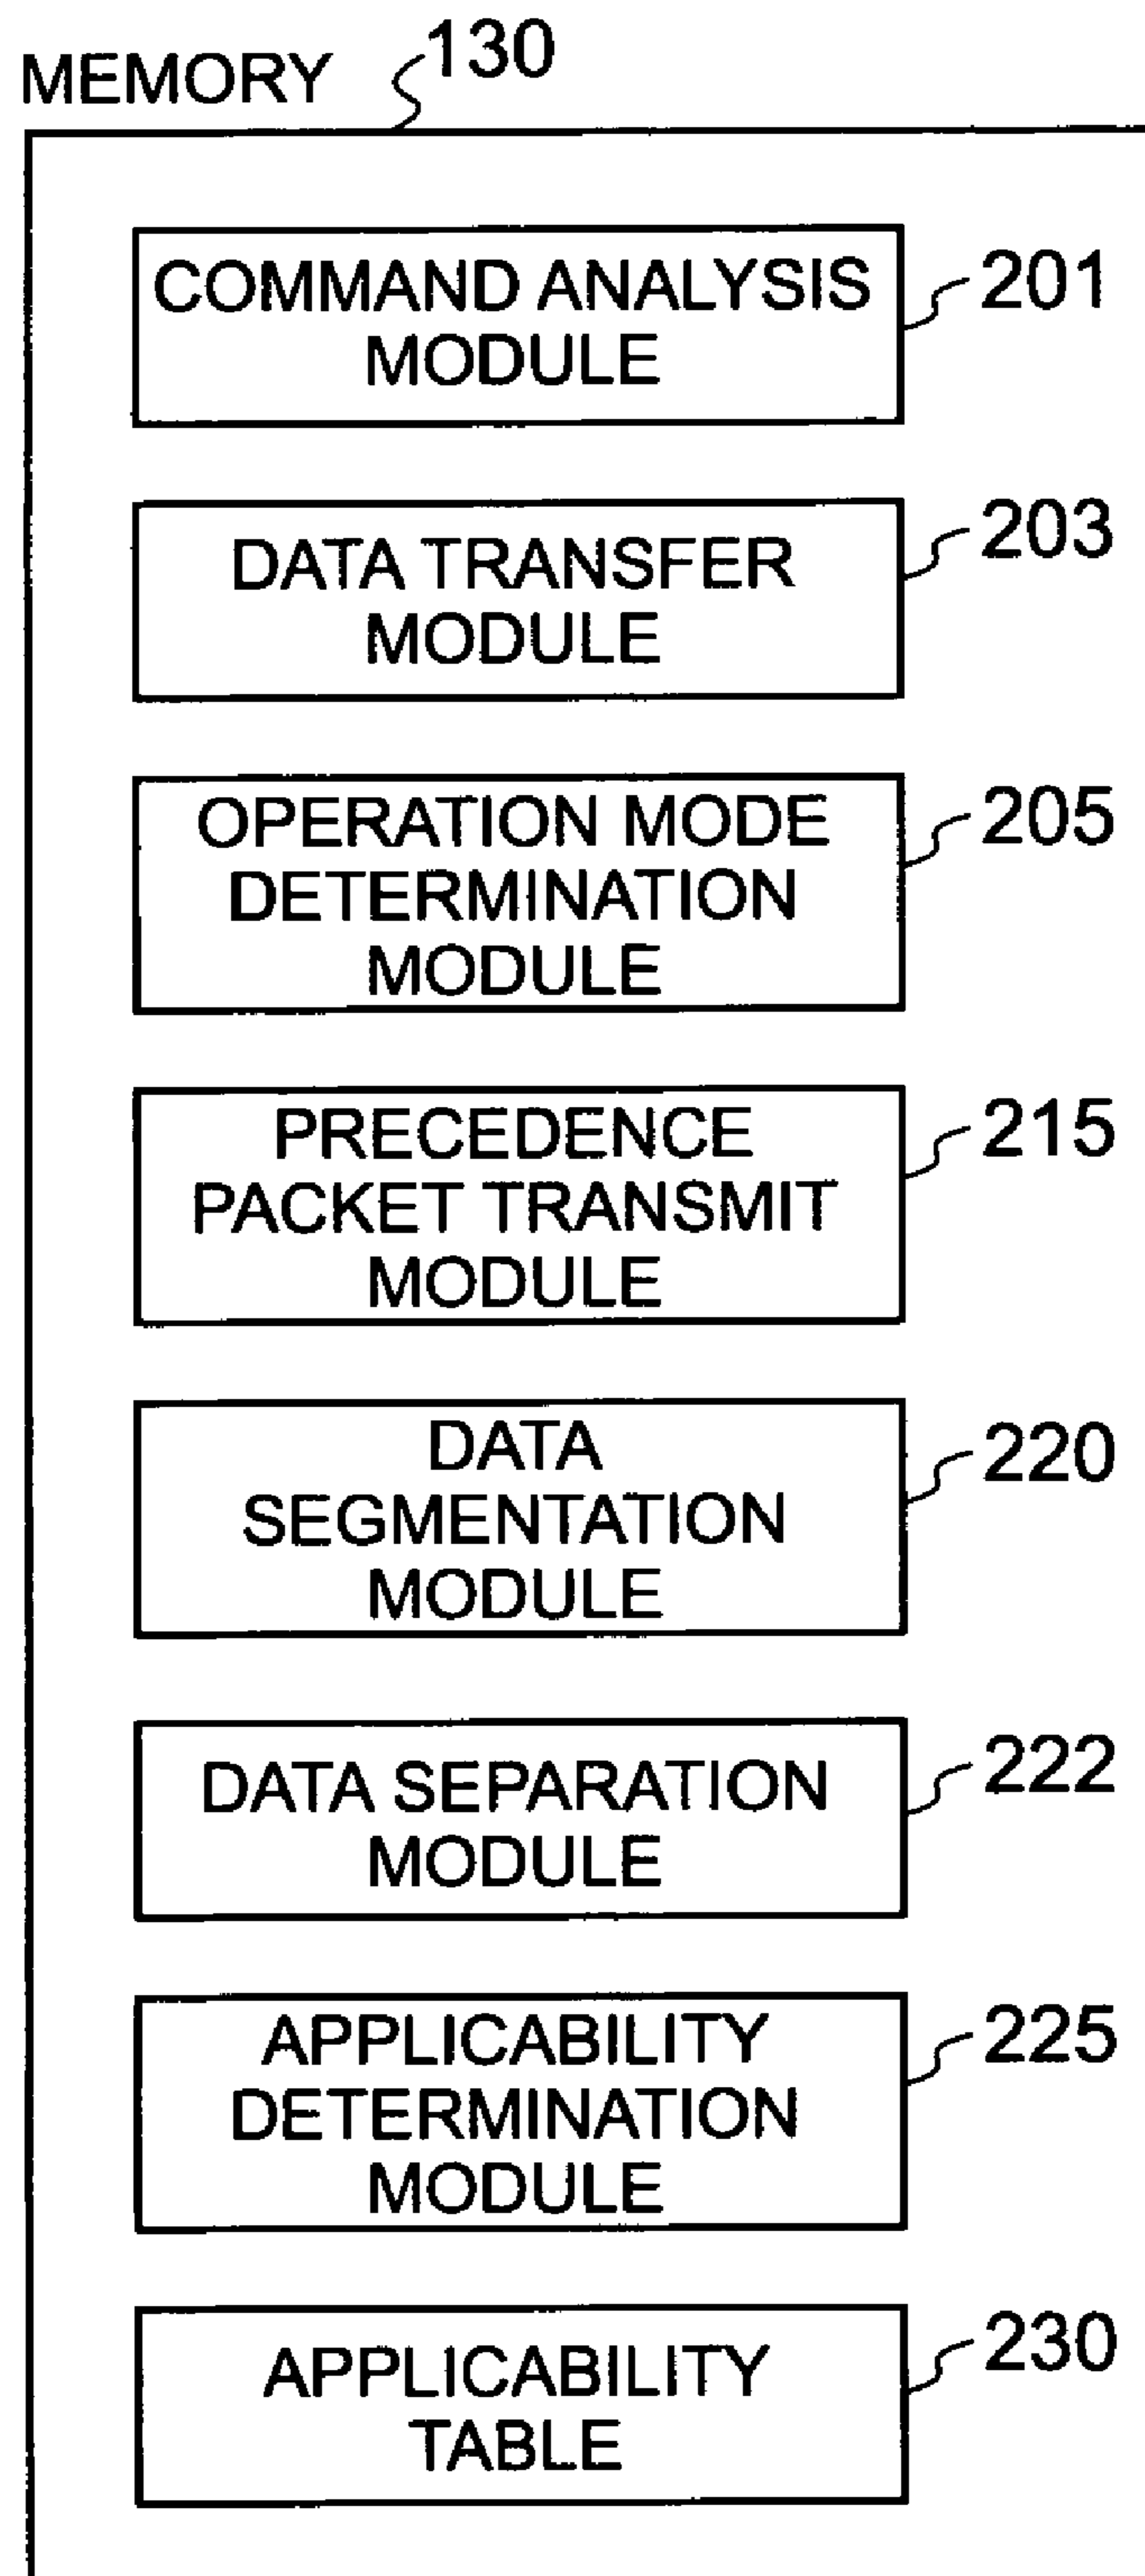 MEMORY 130
COMMAND ANALYSIS
MODULE
201
DATA TRANSFER
MODULE
203
OPERATION MODE
DETERMINATION
MODULE
205
PRECEDENCE
PACKET TRANSMIT
MODULE
215
DATA
SEGMENTATION
MODULE
220
DATA SEPARATION
MODULE
222
APPLICABILITY
DETERMINATION
MODULE
225
APPLICABILITY
TABLE
230